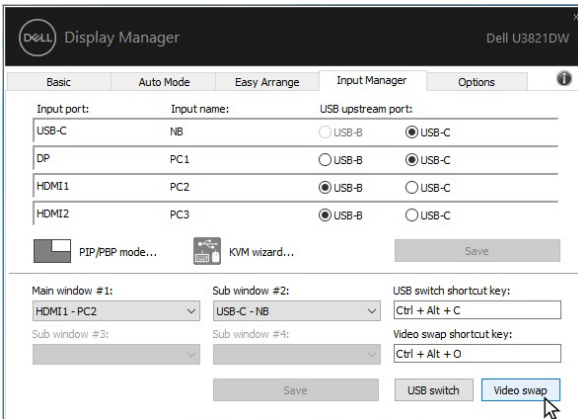 DELL Display Manager Dell U3821DW
Basic Auto Mode Easy Arrange Input Manager Options
Input port: Input name: USB upstream port:
USB-C NB USB-B USB-C
DP PC1 USB-B USB-C
HDMI1 PC2 USB-B USB-C
HDMI2 PC3 USB-B USB-C
PIP/PBP mode... KVM wizard... Save
Main window #1: Sub window #2: USB switch shortcut key:
HDMI1 - PC2 USB-C - NB Ctrl + Alt + C
Sub window #3: Sub window #4: Video swap shortcut key:
Ctrl + Alt + O
Save USB switch Video swap